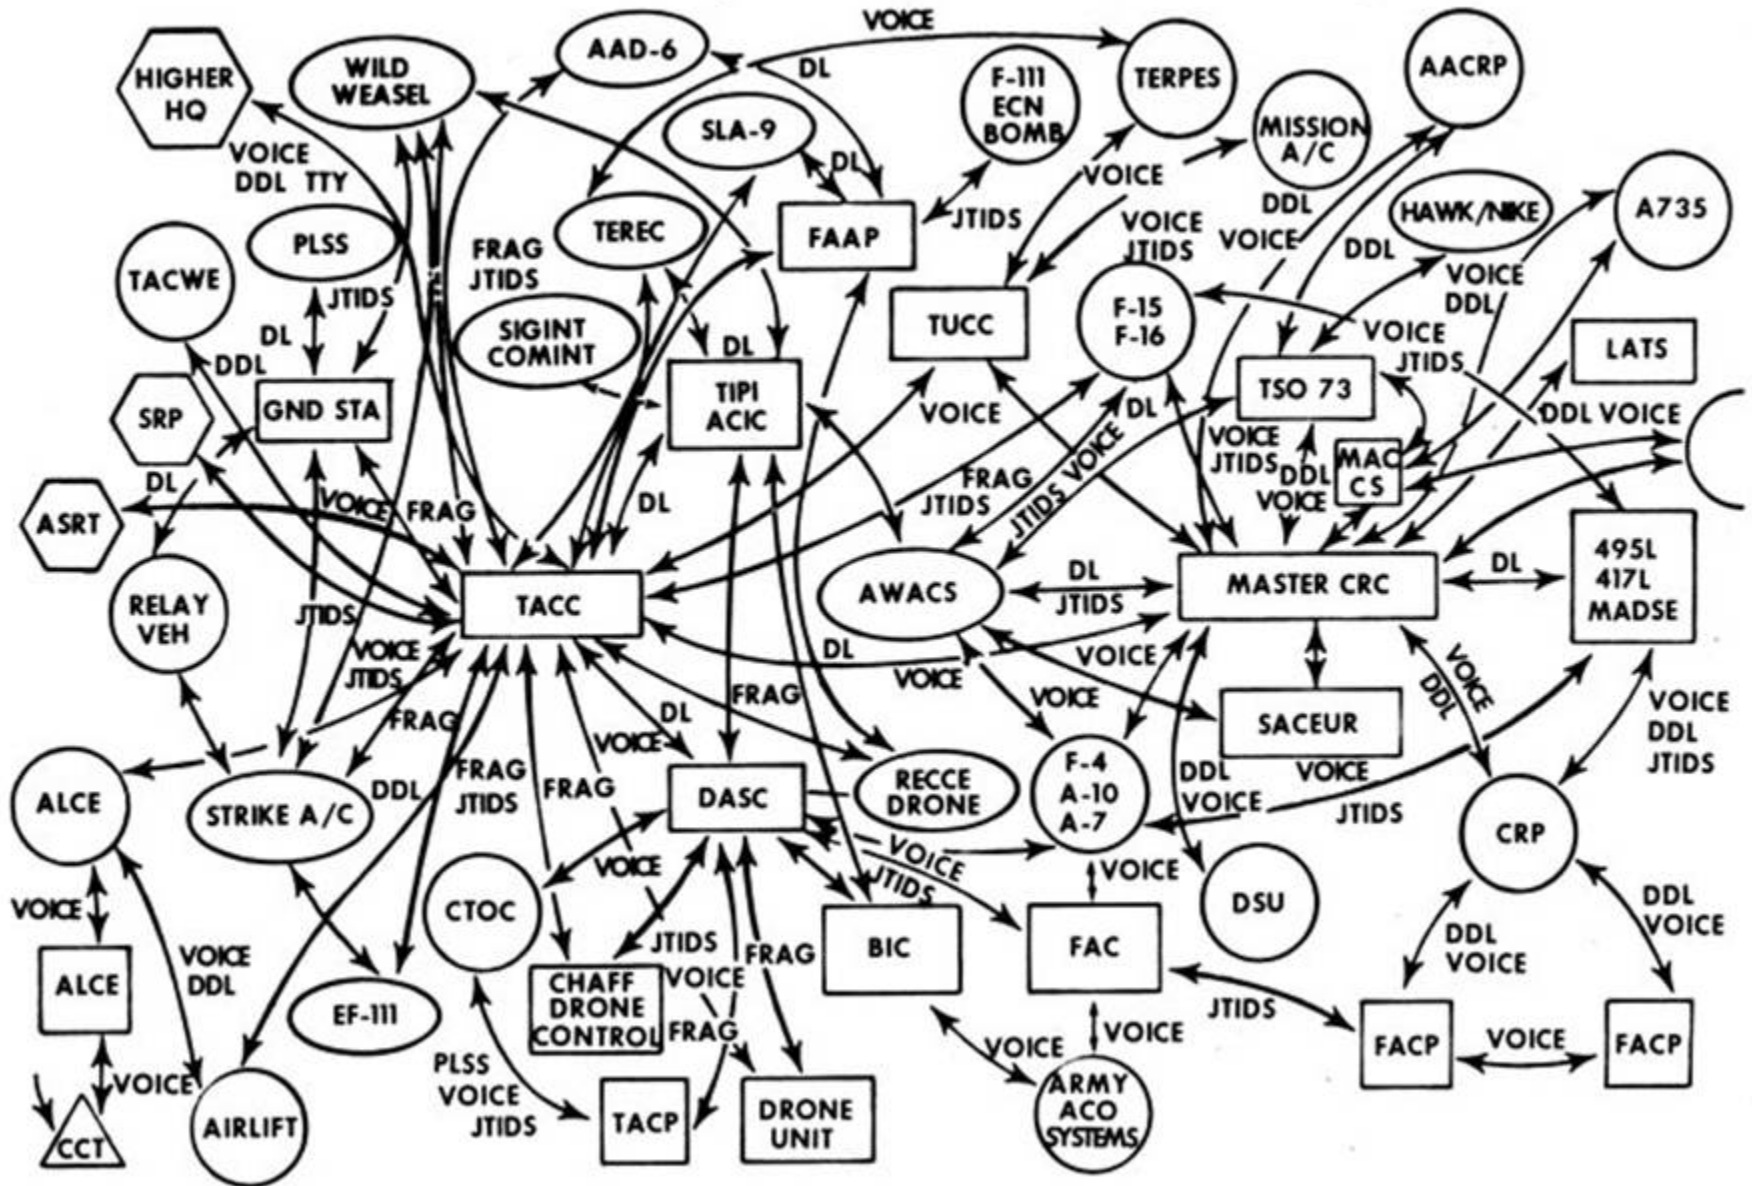 VOICE
HIGHER
HQ
WILD
WEASEL
AAD-6
DL
F-111
ECN
BOMB
TERPES
AACRP
SLA-9
DL
MISSION
A/C
VOICE
DDL TTY
VOICE
PLSS
TEREC
FAAP
JTIDS
VOICE
JTIDS
DDL
VOICE
HAWK/NIKE
A735
TACWE
JTIDS
FRAG
JTIDS
DDL
VOICE
DDL
DL
SIGINT
COMINT
DL
TUCC
F-15
F-16
VOICE
JTIDS
LATS
DDL
SRP
GND STA
TIPI
ACIC
VOICE
DL
TSO 73
DDL VOICE
VOICE
JTIDS
DDL
VOICE
MAC
CS
DL
ASRT
VOICE
FRAG
DL
FRAG
JTIDS
JTIDS VOICE
495L
417L
MADSE
RELAY
VEH
JTIDS
TACC
AWACS
DL
JTIDS
MASTER CRC
DL
VOICE
JTIDS
DL
VOICE
VOICE
VOICE
DDL
FRAG
FRAG
DL
VOICE
VOICE
SACEUR
VOICE
DDL
JTIDS
ALCE
STRIKE A/C
DDL
FRAG
JTIDS
FRAG
DASC
RECCE
DRONE
F-4
A-10
A-7
DDL
VOICE
VOICE
JTIDS
CRP
VOICE
CTOC
VOICE
JTIDS
VOICE
DSU
VOICE
DDL
VOICE
ALCE
VOICE
DDL
JTIDS
VOICE
FRAG
BIC
FAC
DDL
VOICE
EF-111
CHAFF
DRONE
CONTROL
FRAG
JTIDS
VOICE
VOICE
FACP
VOICE
FACP
VOICE
PLSS
VOICE
JTIDS
CCT
AIRLIFT
TACP
DRONE
UNIT
ARMY
ACO
SYSTEMS